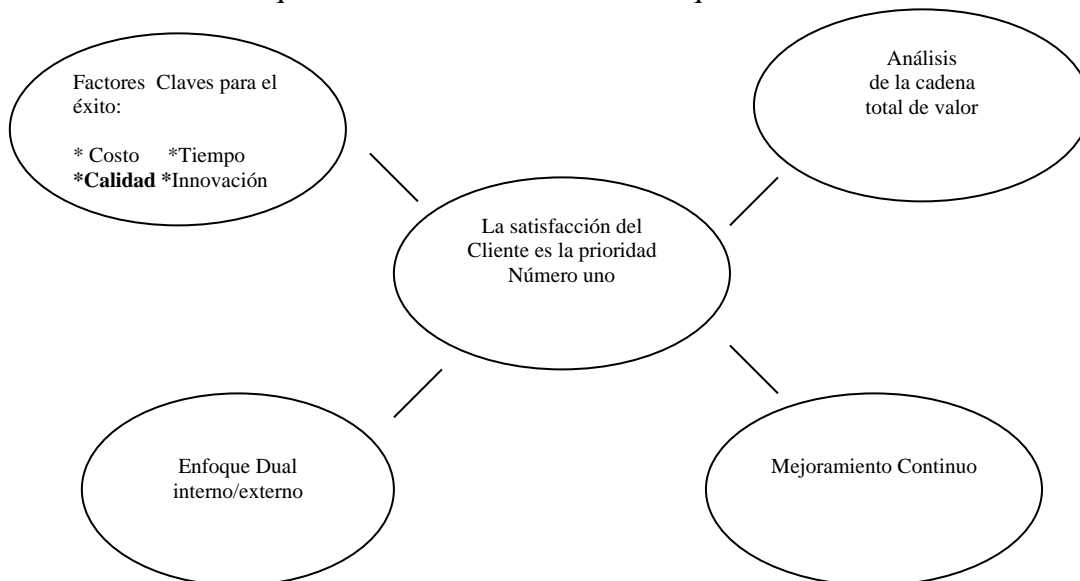 Factores Claves para el
éxito:
* Costo *Tiempo
*Calidad *Innovación
Análisis
de la cadena
total de valor
La satisfacción del
Cliente es la prioridad
Número uno
Enfoque Dual
interno/externo
Mejoramiento Continuo